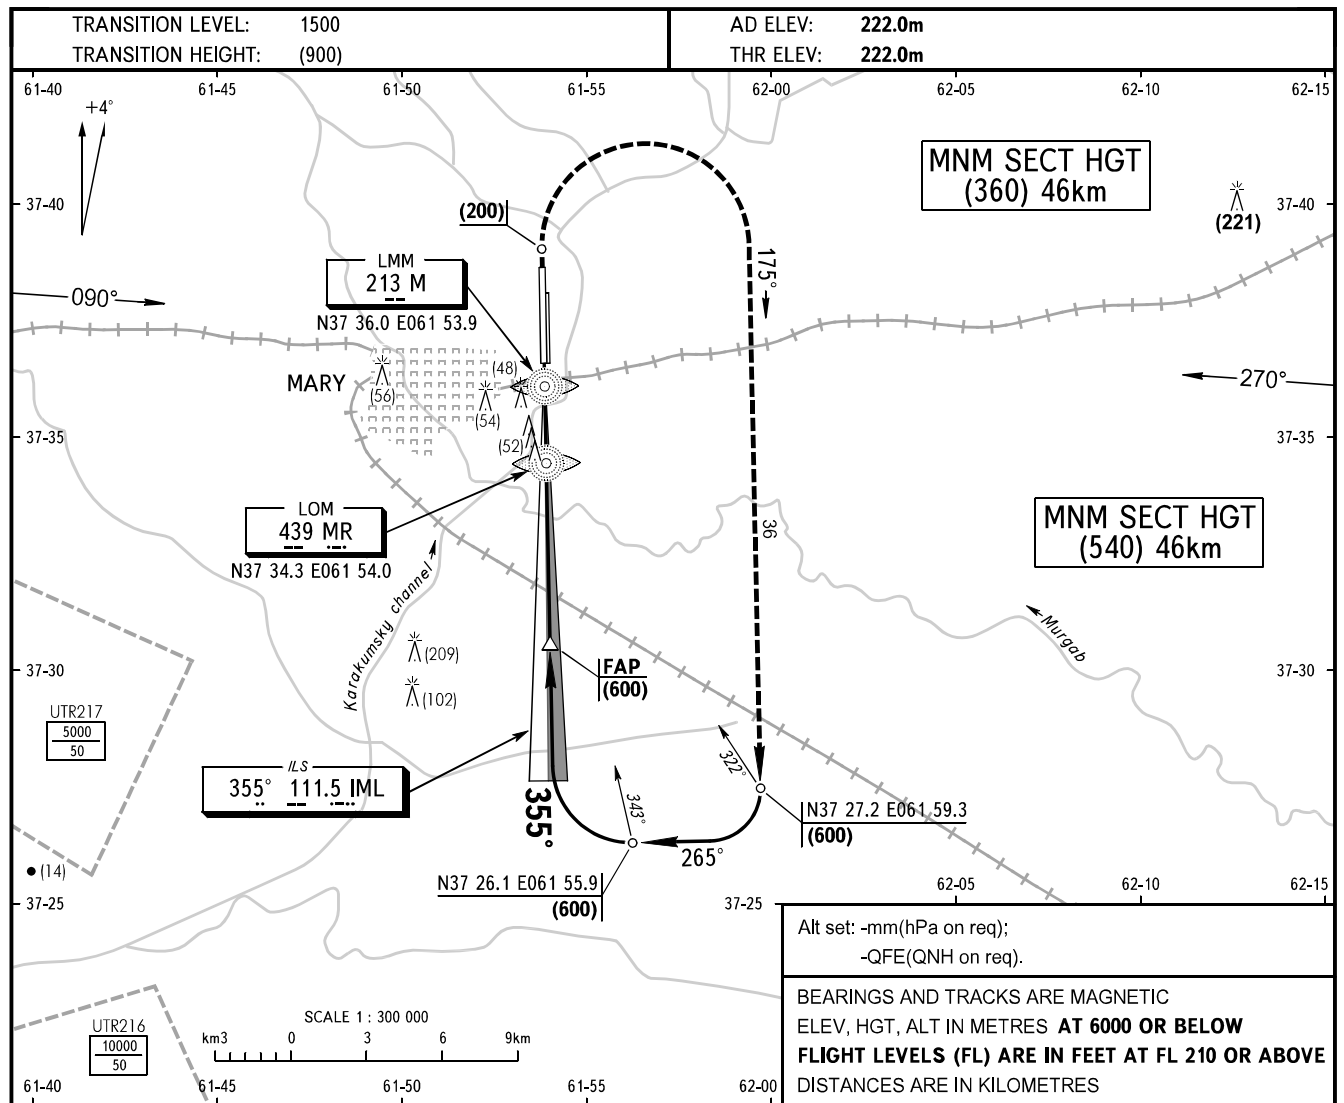 TRANSITION LEVEL: 1500
TRANSITION HEIGHT: (900)
AD ELEV: 222.0m
THR ELEV: 222.0m
61-40 61-45 61-50 61-55 62-00 62-05 62-10 62-15
+4°
MNM SECT HGT
(360) 46km
37-40
(200)
37-40
(221)
LMM
213 M
N37 36.0 E061 53.9
175°
090°
MARY
(56)
(48)
(54)
270°
37-35
(52)
37-35
LOM
439 MR
N37 34.3 E061 54.0
36
MNM SECT HGT
(540) 46km
Karakumsky channel
Murgab
(209)
(102)
FAP
(600)
37-30
37-30
UTR217
5000
50
ILS
355° 111.5 IML
355°
343°
322°
N37 27.2 E061 59.3
(600)
265°
(14)
N37 26.1 E061 55.9
(600)
62-05 62-10 62-15
37-25
37-25
Alt set: -mm(hPa on req);
-QFE(QNH on req).
BEARINGS AND TRACKS ARE MAGNETIC
ELEV, HGT, ALT IN METRES AT 6000 OR BELOW
FLIGHT LEVELS (FL) ARE IN FEET AT FL 210 OR ABOVE
DISTANCES ARE IN KILOMETRES
UTR216
10000
50
SCALE 1 : 300 000
km3 0 3 6 9km
61-40 61-45 61-50 61-55 62-00